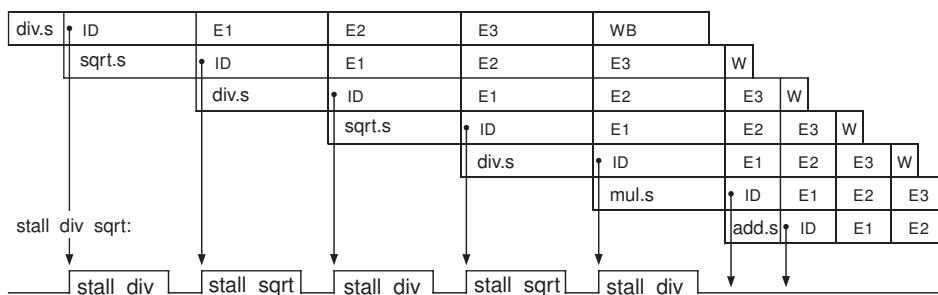 div.s ID E1 E2 E3 WB
sqrt.s ID E1 E2 E3 W
div.s ID E1 E2 E3 W
sqrt.s ID E1 E2 E3 W
div.s ID E1 E2 E3 W
mul.s ID E1 E2 E3
add.s ID E1 E2
stall div sqrt:
stall div stall sqrt stall div stall sqrt stall div